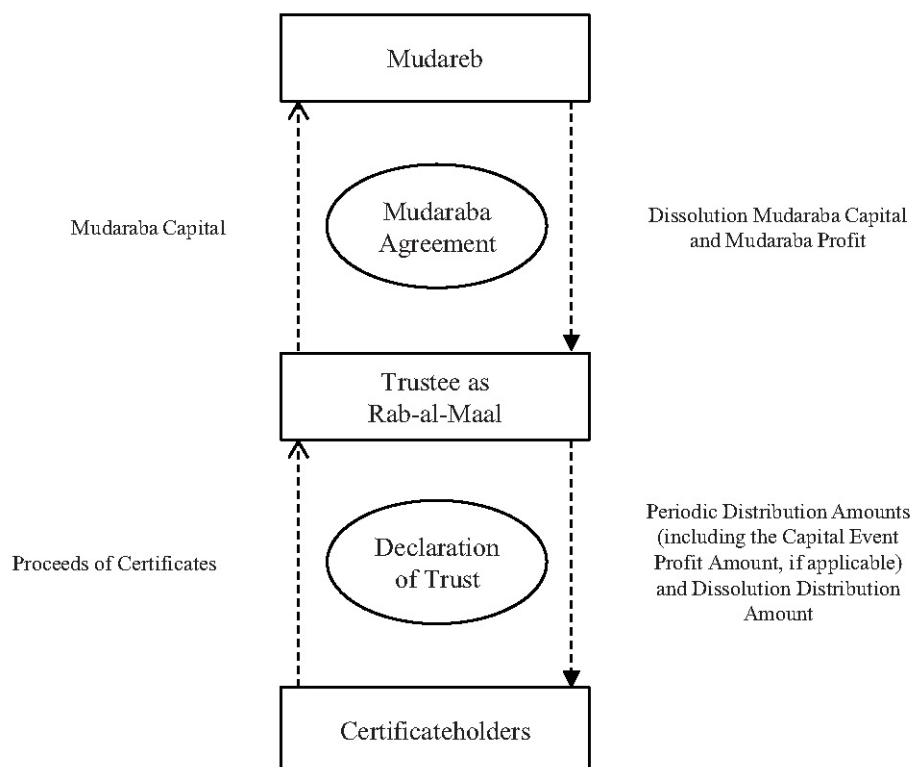 Mudareb
Mudaraba Capital
Mudaraba
Agreement
Dissolution Mudaraba Capital
and Mudaraba Profit
Trustee as
Rab-al-Maal
Proceeds of Certificates
Declaration
of Trust
Periodic Distribution Amounts
(including the Capital Event
Profit Amount, if applicable)
and Dissolution Distribution
Amount
Certificateholders